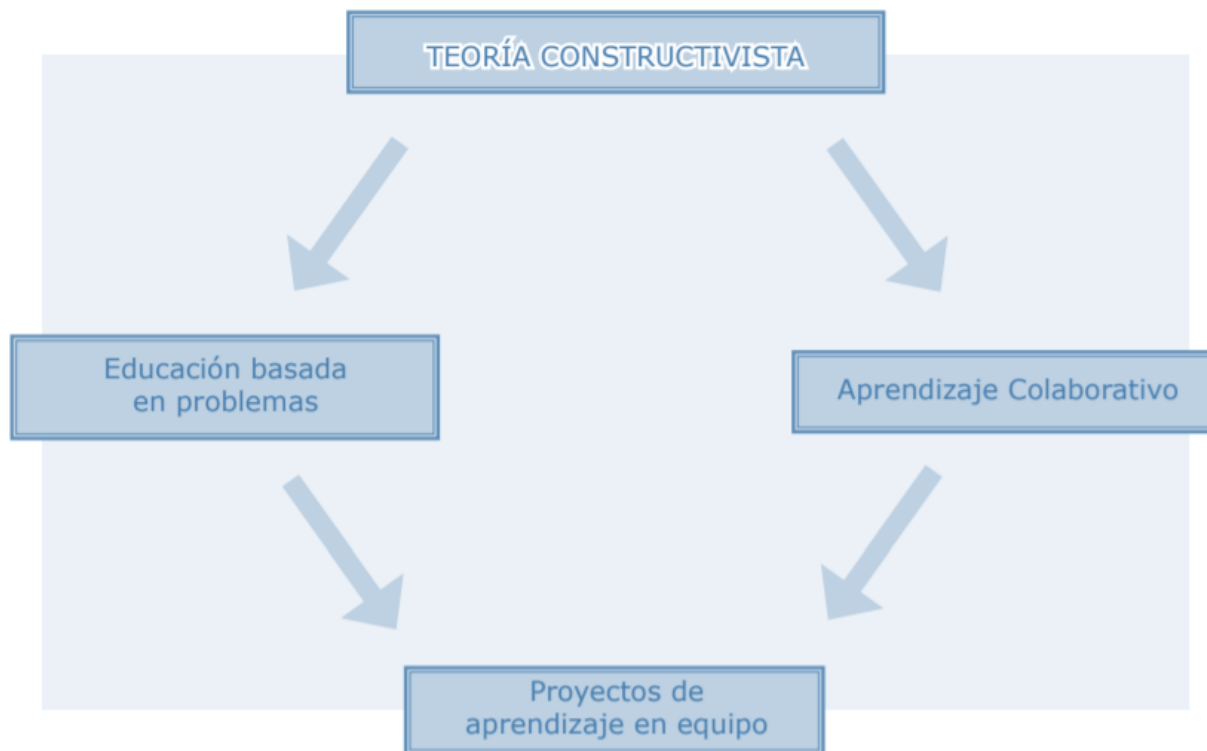 TEORÍA CONSTRUCTIVISTA
Educación basada
en problemas
Aprendizaje Colaborativo
Proyectos de
aprendizaje en equipo